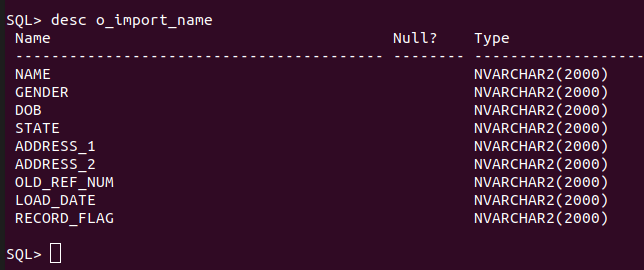 SQL> desc o_import_name
Name Null? Type
----------------------------------------- -------- ----------------------------
NAME NVARCHAR2(2000)
GENDER NVARCHAR2(2000)
DOB NVARCHAR2(2000)
STATE NVARCHAR2(2000)
ADDRESS_1 NVARCHAR2(2000)
ADDRESS_2 NVARCHAR2(2000)
OLD_REF_NUM NVARCHAR2(2000)
LOAD_DATE NVARCHAR2(2000)
RECORD_FLAG NVARCHAR2(2000)
SQL>